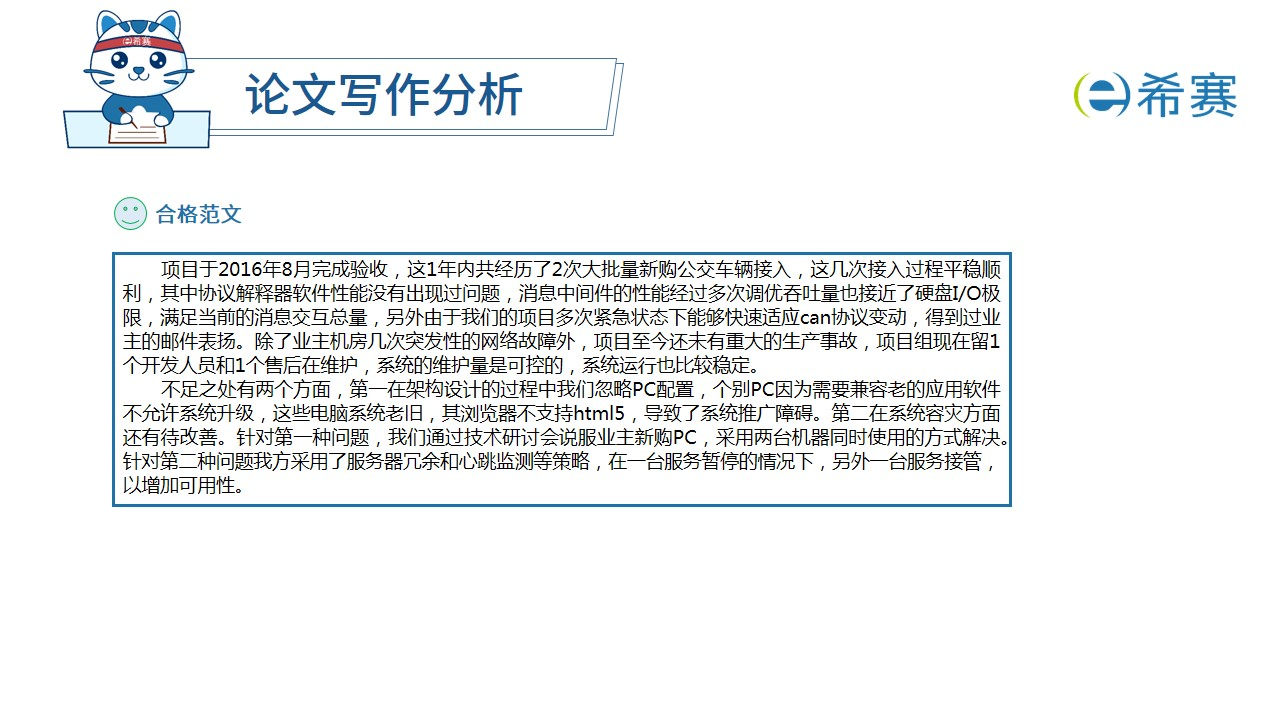 希赛
论文写作分析
希赛
合格范文
项目于2016年8月完成验收，这1年内共经历了2次大批量新购公交车辆接入，这几次接入过程平稳顺
利，其中协议解释器软件性能没有出现过问题，消息中间件的性能经过多次调优吞吐量也接近了硬盘I/O极
限，满足当前的消息交互总量，另外由于我们的项目多次紧急状态下能够快速适应can协议变动，得到过业
主的邮件表扬。除了业主机房几次突发性的网络故障外，项目至今还未有重大的生产事故，项目组现在留1
个开发人员和1个售后在维护，系统的维护量是可控的，系统运行也比较稳定。
不足之处有两个方面，第一在架构设计的过程中我们忽略PC配置，个别PC因为需要兼容老的应用软件
不允许系统升级，这些电脑系统老旧，其浏览器不支持html5，导致了系统推广障碍。第二在系统容灾方面
还有待改善。针对第一种问题，我们通过技术研讨会说服业主新购PC，采用两台机器同时使用的方式解决。
针对第二种问题我方采用了服务器冗余和心跳监测等策略，在一台服务暂停的情况下，另外一台服务接管，
以增加可用性。